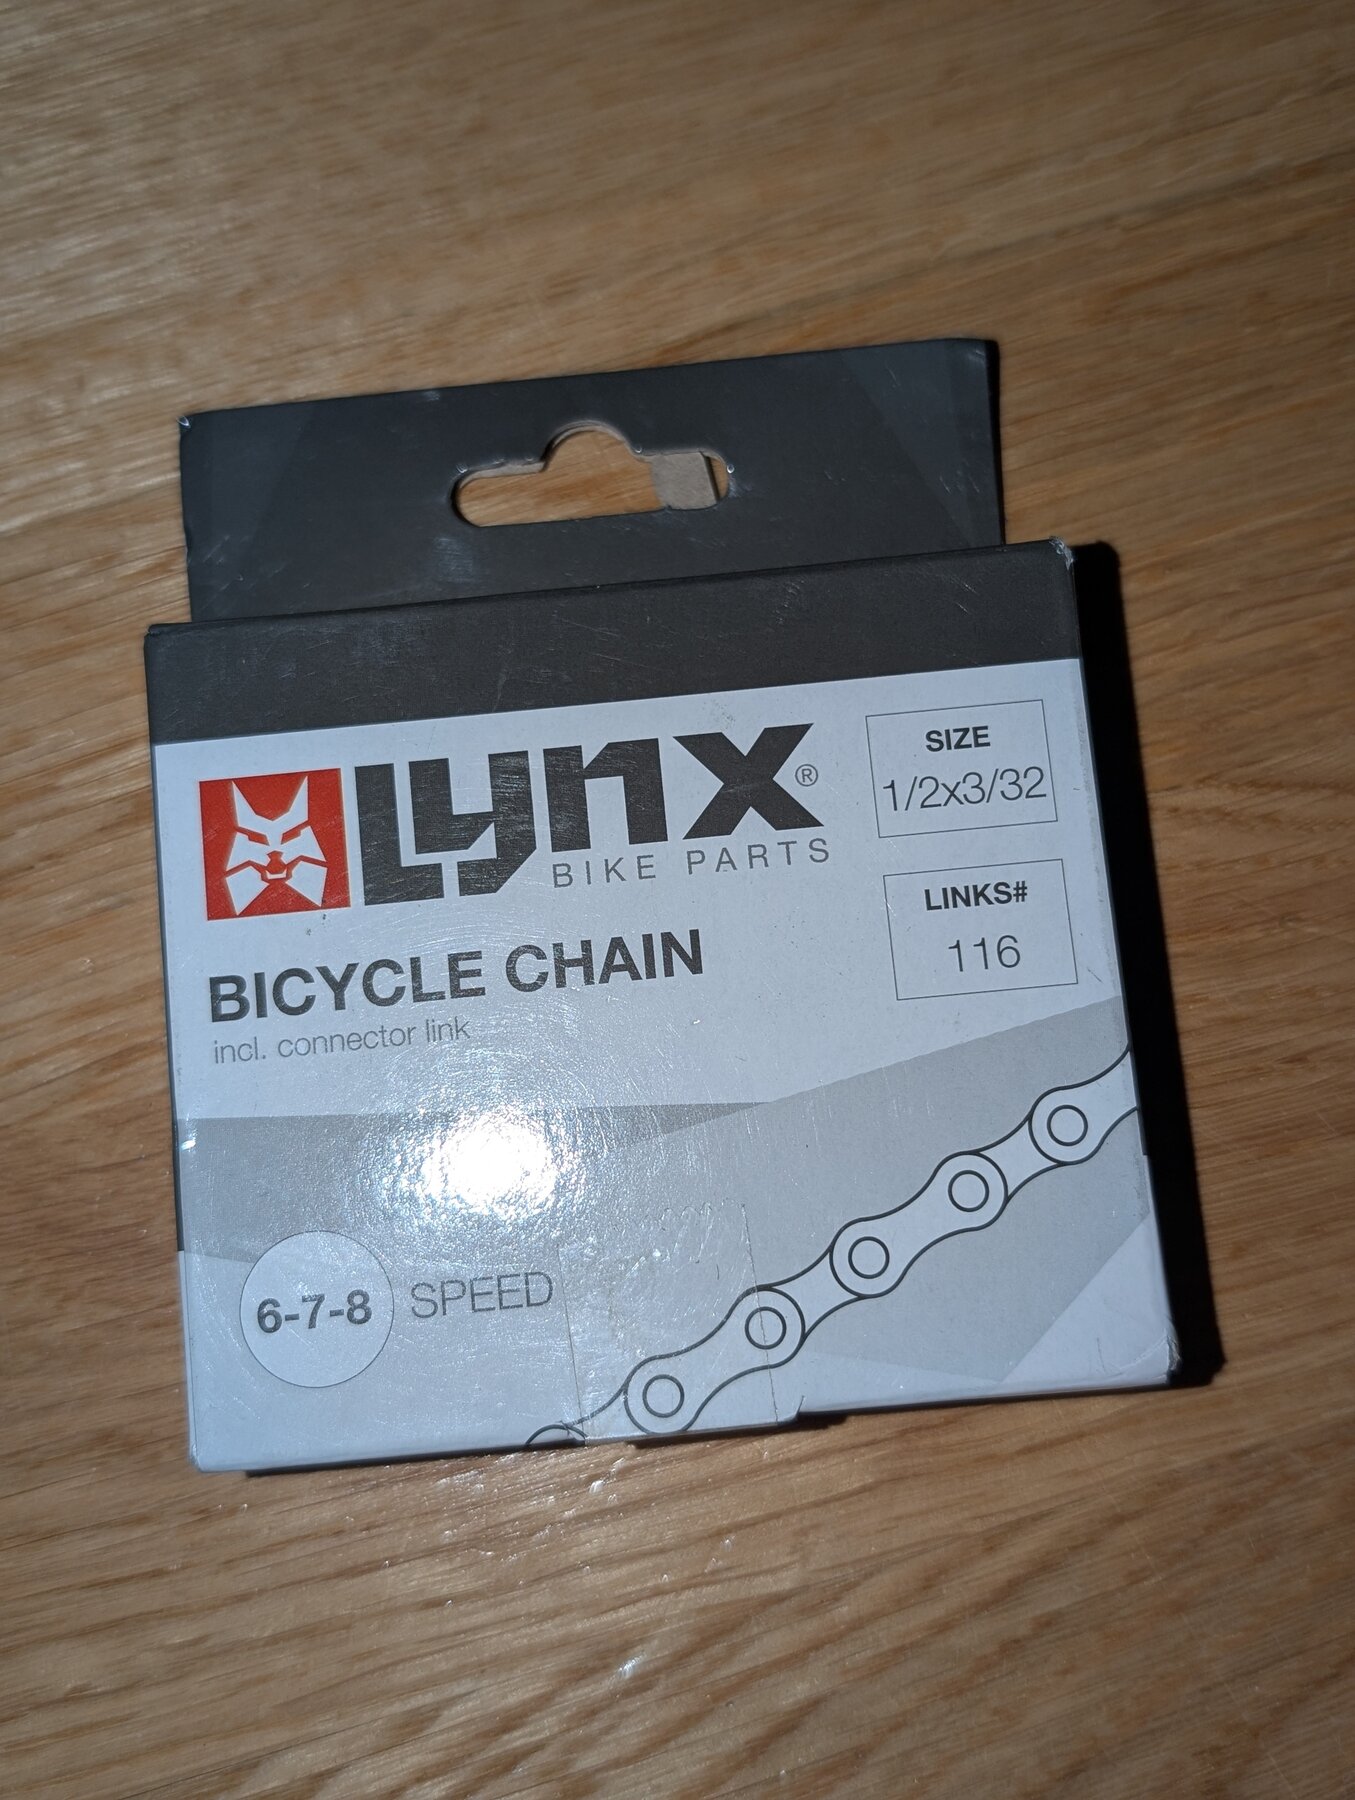 Lynx®
BIKE PARTS
SIZE
1/2x3/32
LINKS#
116
BICYCLE CHAIN
incl. connector link
6-7-8 SPEED